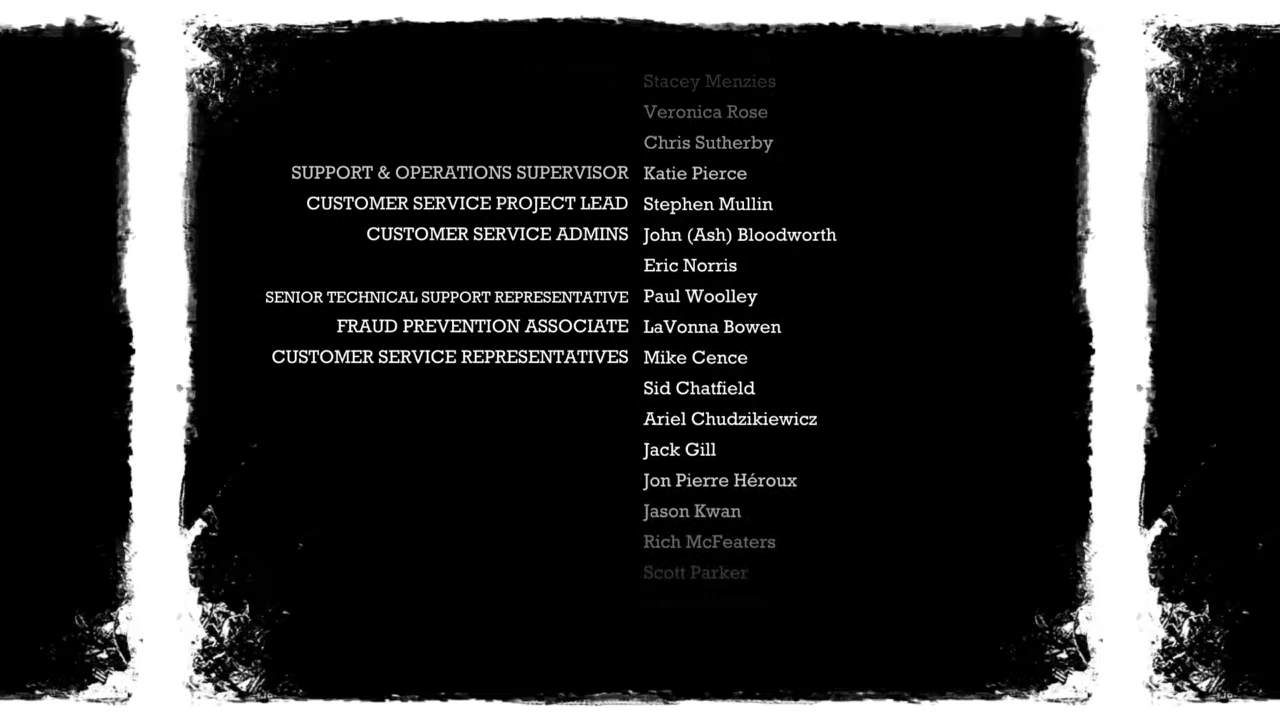 Stacey Menzies
Veronica Rose
Chris Sutherby
SUPPORT & OPERATIONS SUPERVISOR Katie Pierce
CUSTOMER SERVICE PROJECT LEAD Stephen Mullin
CUSTOMER SERVICE ADMINS John (Ash) Bloodworth
Eric Norris
SENIOR TECHNICAL SUPPORT REPRESENTATIVE Paul Woolley
FRAUD PREVENTION ASSOCIATE LaVonna Bowen
CUSTOMER SERVICE REPRESENTATIVES Mike Cence
Sid Chatfield
Ariel Chudzikiewicz
Jack Gill
Jon Pierre Héroux
Jason Kwan
Rich McFeaters
Scott Parker